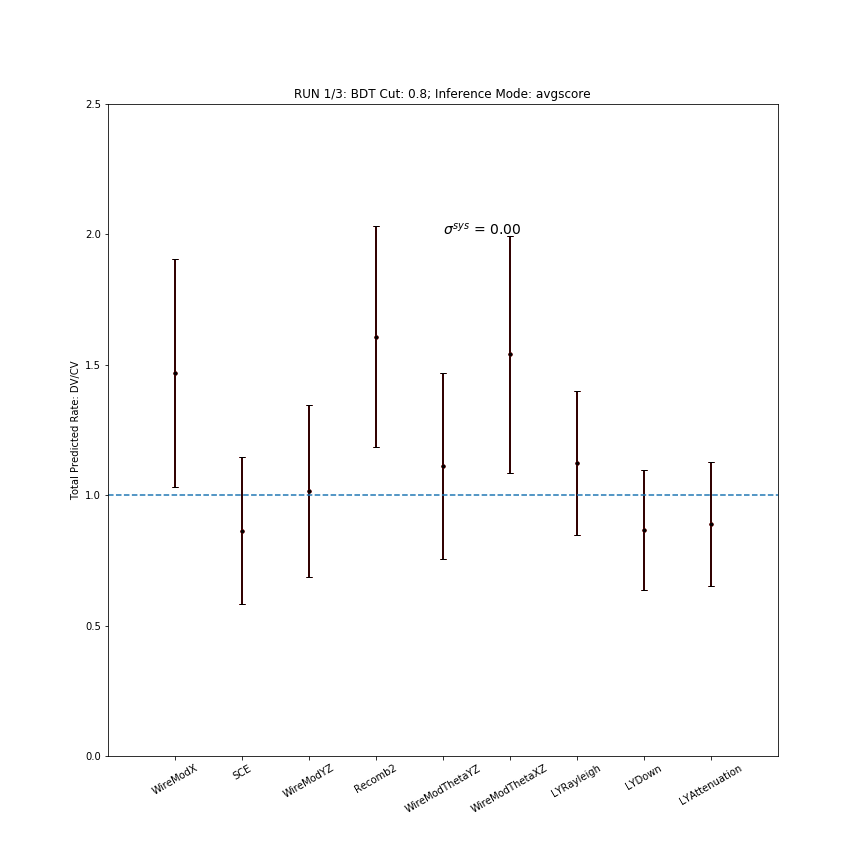 RUN 1/3: BDT Cut: 0.8; Inference Mode: avgscore
2.5
2.0
1.5
1.0
0.5
0.0
Total Predicted Rate: DV/CV
σ^sys = 0.00
WireModX
SCE
WireModYZ
Recomb2
WireModThetaYZ
WireModThetaXZ
LYRayleigh
LYDown
LYAttenuation